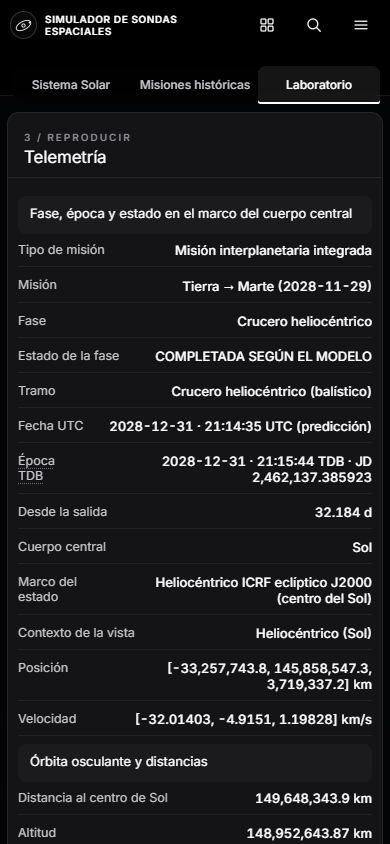 SIMULADOR DE SONDAS
ESPACIALES
Sistema Solar
Misiones históricas
Laboratorio
3 / REPRODUCIR
Telemetría
Fase, época y estado en el marco del cuerpo central
Tipo de misión
Misión interplanetaria integrada
Misión
Tierra → Marte (2028-11-29)
Fase
Crucero heliocéntrico
Estado de la fase
COMPLETADA SEGÚN EL MODELO
Tramo
Crucero heliocéntrico (balístico)
Fecha UTC
2028-12-31 · 21:14:35 UTC (predicción)
Época
TDB
2028-12-31 · 21:15:44 TDB · JD
2,462,137.385923
Desde la salida
32.184 d
Cuerpo central
Sol
Marco del
estado
Heliocéntrico ICRF eclíptico J2000
(centro del Sol)
Contexto de la vista
Heliocéntrico (Sol)
Posición
[-33,257,743.8, 145,858,547.3,
3,719,337.2] km
Velocidad
[-32.01403, -4.9151, 1.19828] km/s
Órbita osculante y distancias
Distancia al centro de Sol
149,648,343.9 km
Altitud
148,952,643.87 km